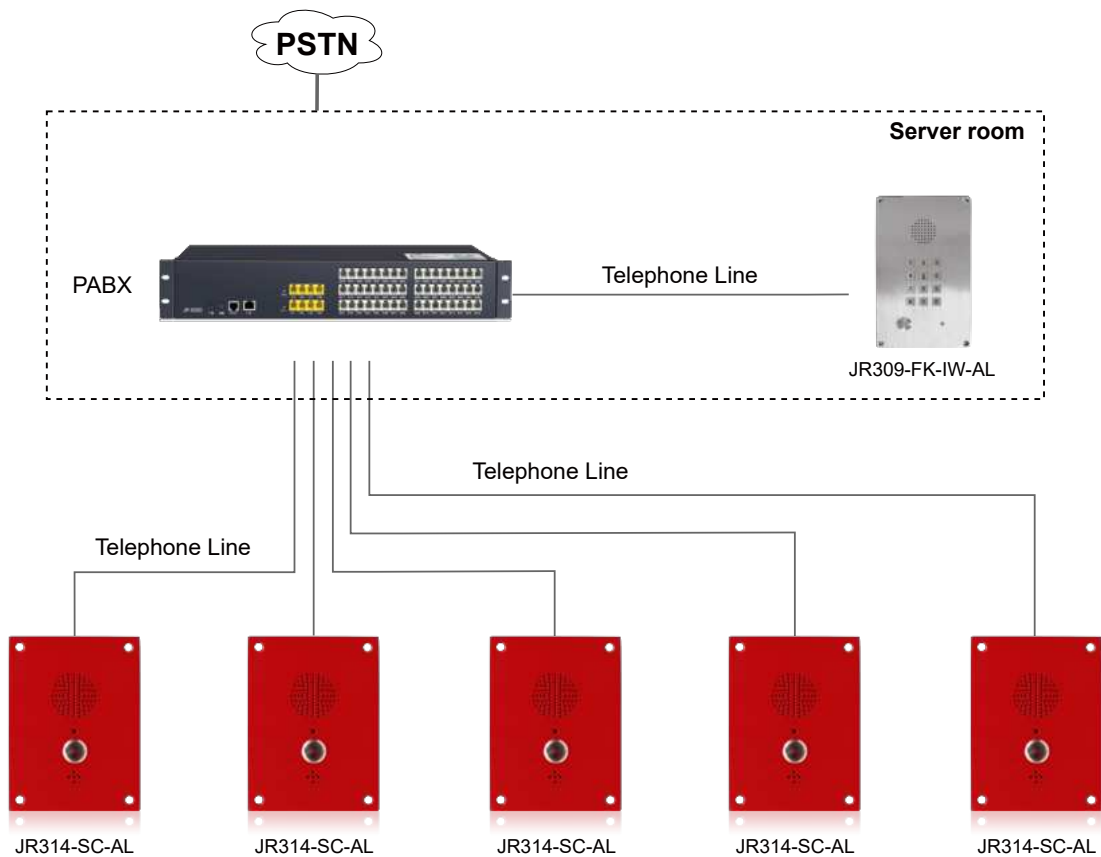 PSTN
Server room
PABX
Telephone Line
JR309-FK-IW-AL
Telephone Line
Telephone Line
JR314-SC-AL
JR314-SC-AL
JR314-SC-AL
JR314-SC-AL
JR314-SC-AL